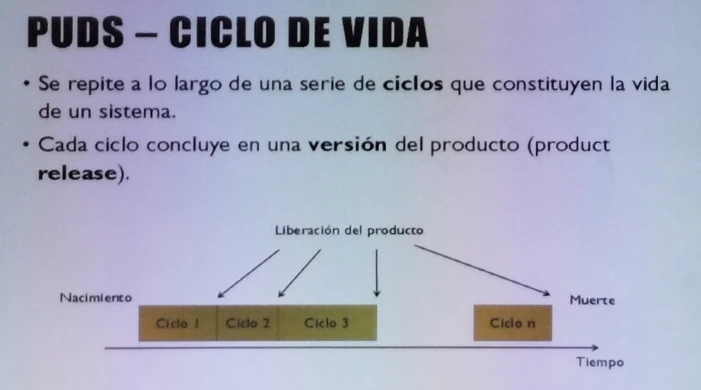 PUDS – CICLO DE VIDA
• Se repite a lo largo de una serie de ciclos que constituyen la vida
de un sistema.
• Cada ciclo concluye en una versión del producto (product
release).
Liberación del producto
Nacimiento
Muerte
Ciclo 1
Ciclo 2
Ciclo 3
Ciclo n
Tiempo